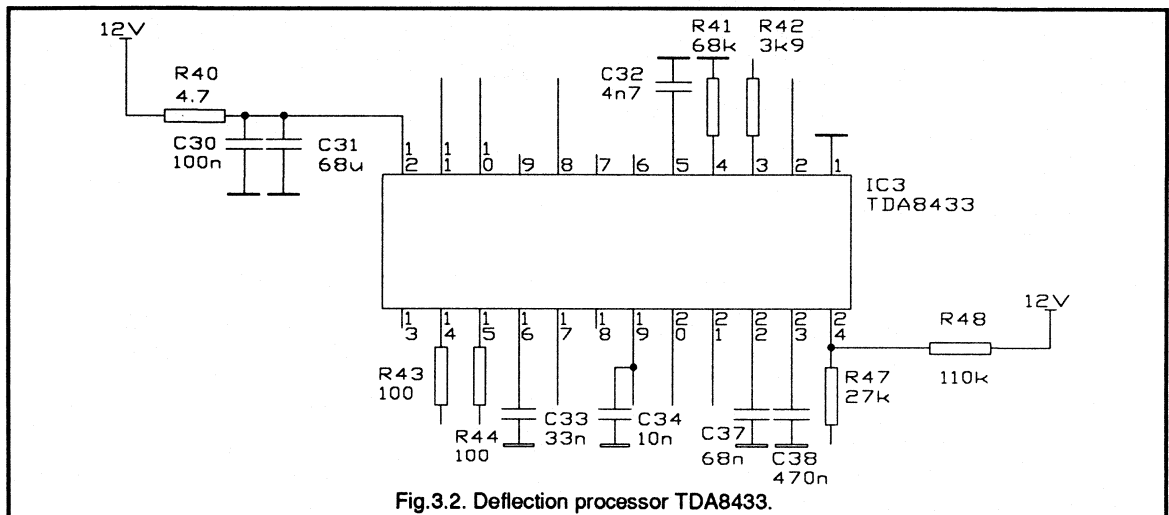 12V
R40
4.7
C30
100n
C31
68u
C32
4n7
R41
68k
R42
3k9
12
11
10
9
8
7
6
5
4
3
2
1
IC3
TDA8433
13
14
15
16
17
18
19
20
21
22
23
24
R43
100
R44
100
C33
33n
C34
10n
C37
68n
C38
470n
R47
27k
R48
110k
12V
Fig.3.2. Deflection processor TDA8433.